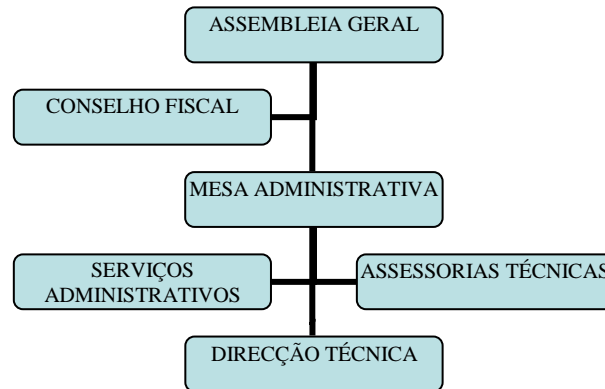 ASSEMBLEIA GERAL
CONSELHO FISCAL
MESA ADMINISTRATIVA
SERVIÇOS
ADMINISTRATIVOS
ASSESSORIAS TÉCNICAS
DIRECÇÃO TÉCNICA